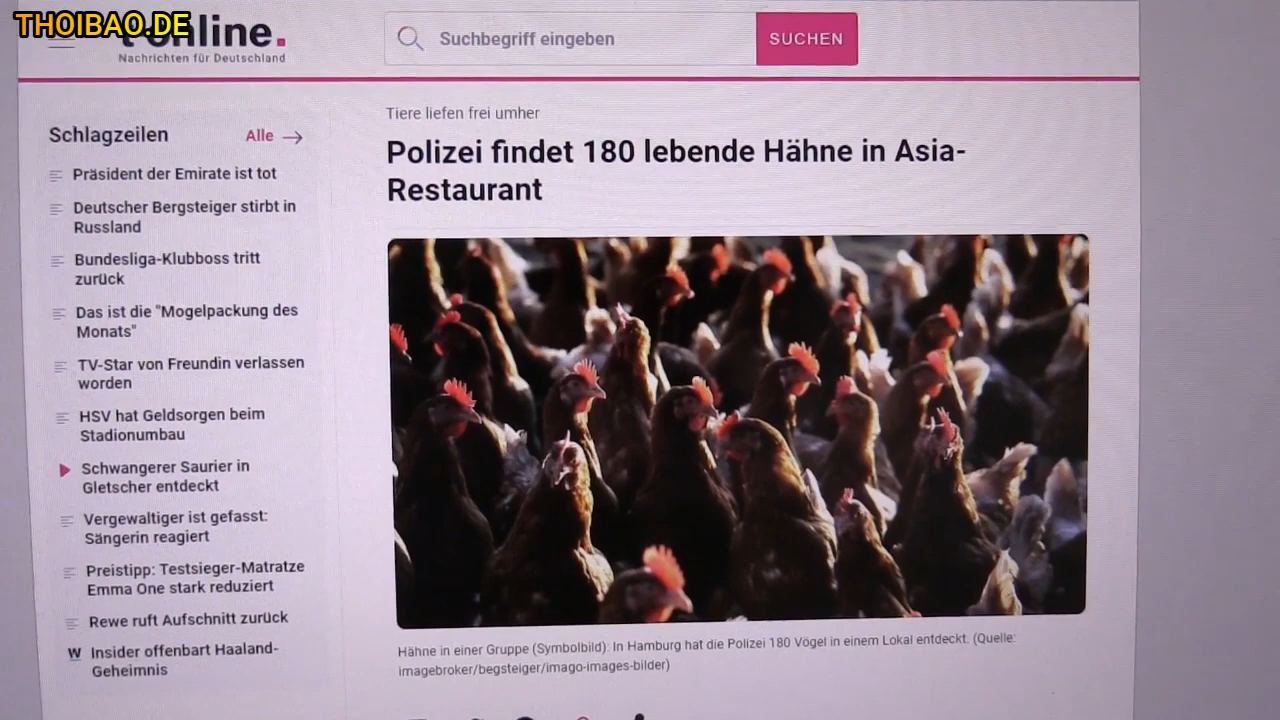 THOIBAO.DE
t-online.
Nachrichten für Deutschland
Suchbegriff eingeben
SUCHEN
Schlagzeilen
Alle
Präsident der Emirate ist tot
Deutscher Bergsteiger stirbt in
Russland
Bundesliga-Klubboss tritt
zurück
Das ist die "Mogelpackung des
Monats"
TV-Star von Freundin verlassen
worden
HSV hat Geldsorgen beim
Stadionumbau
Schwangerer Saurier in
Gletscher entdeckt
Vergewaltiger ist gefasst:
Sängerin reagiert
Preistipp: Testsieger-Matratze
Emma One stark reduziert
Rewe ruft Aufschnitt zurück
W Insider offenbart Haaland-
Geheimnis
Tiere liefen frei umher
Polizei findet 180 lebende Hähne in Asia-
Restaurant
Hähne in einer Gruppe (Symbolbild): In Hamburg hat die Polizei 180 Vögel in einem Lokal entdeckt. (Quelle:
imagebroker/begsteiger/imago-images-bilder)